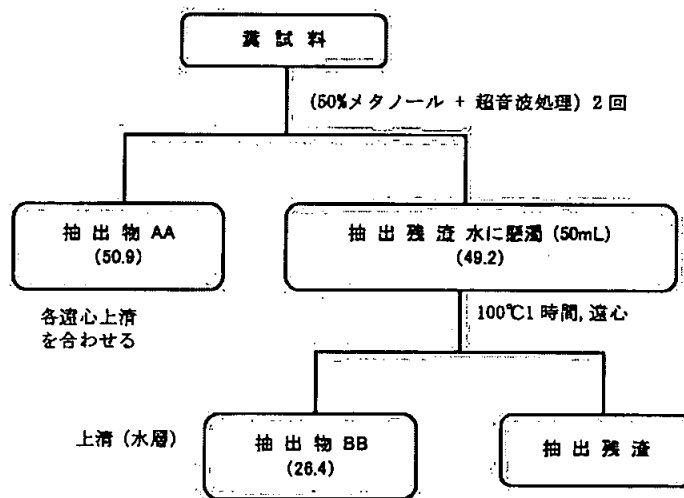 糞 試 料
(50%メタノール + 超音波処理) 2 回
抽 出 物 AA
(50.9)
抽 出 残 渣 水に懸濁 (50mL)
(49.2)
各遠心上清
を合わせる
100℃1 時間, 遠心
上清 (水層)
抽 出 物 BB
(26.4)
抽 出 残 渣